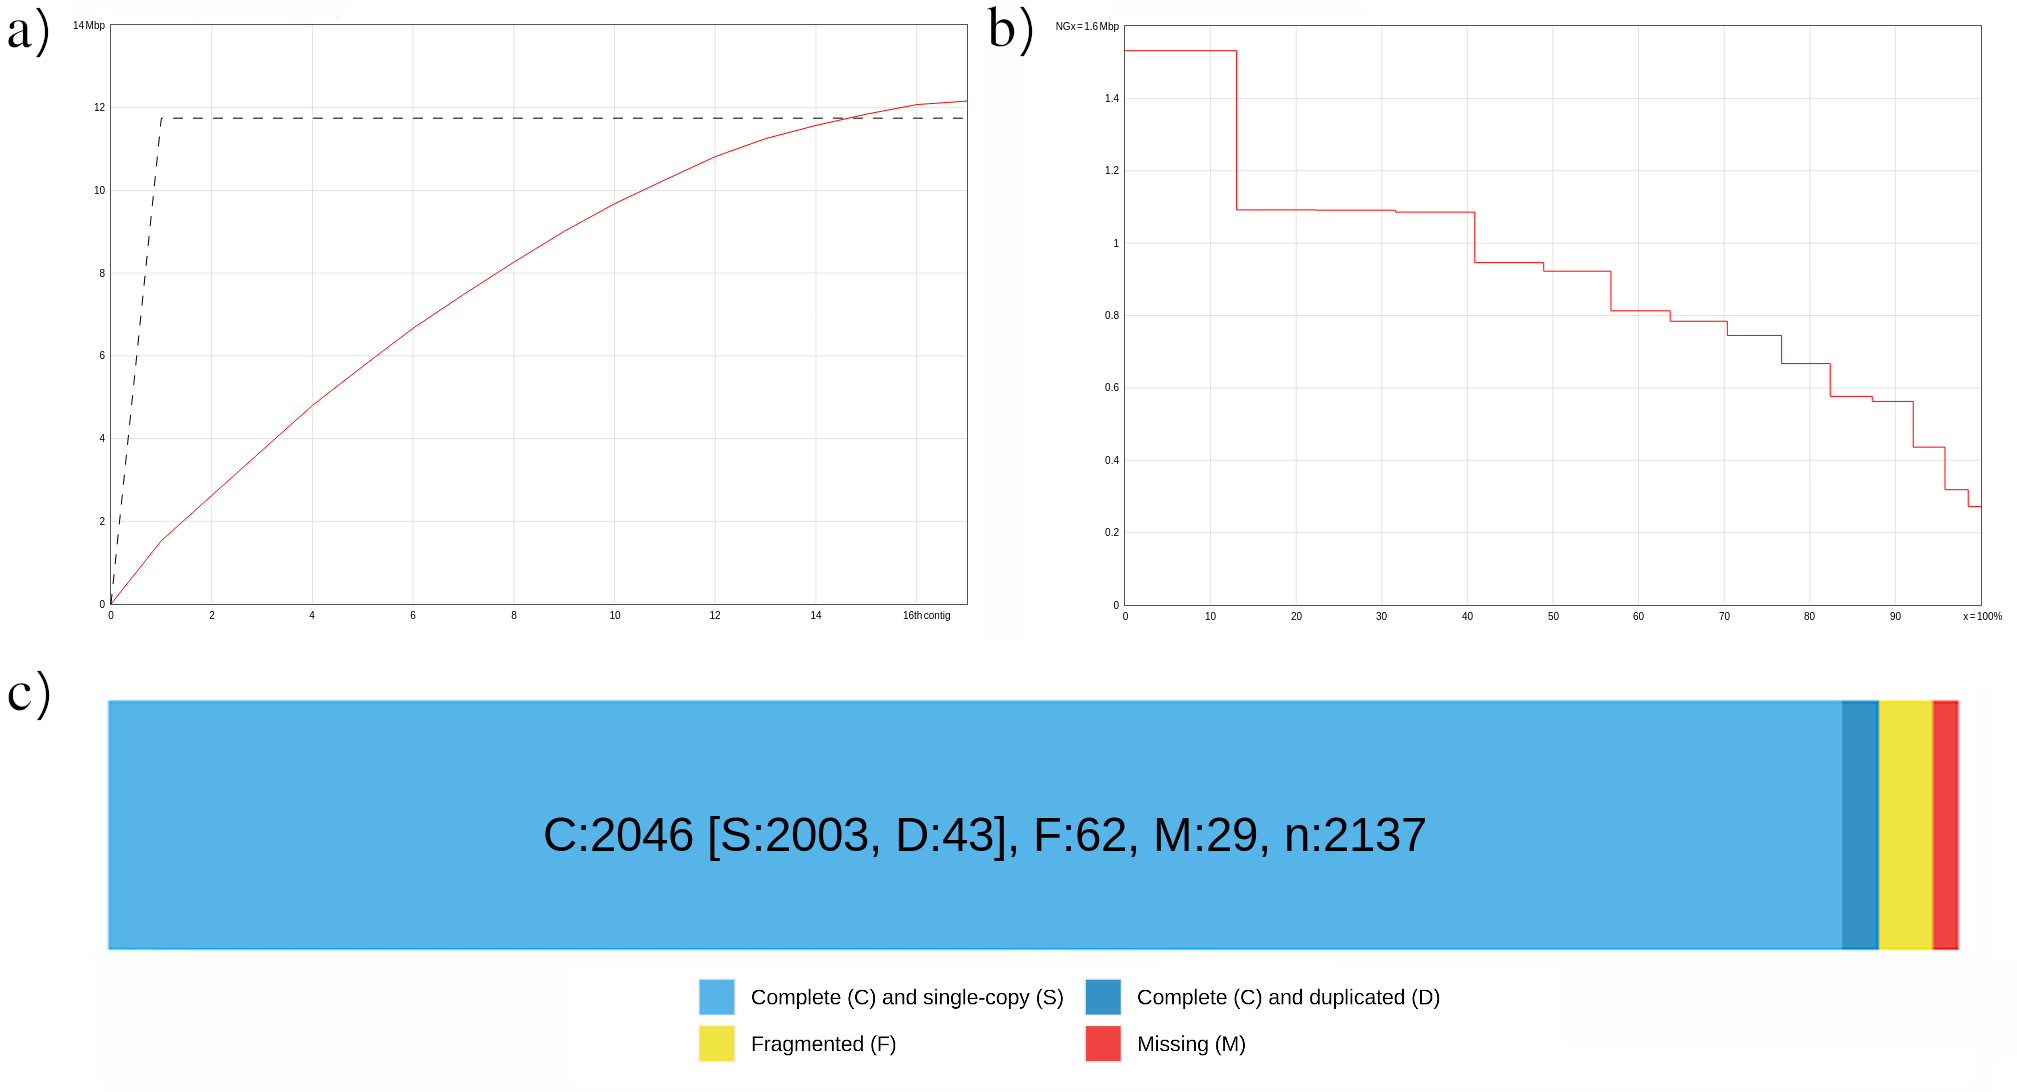 a)
14 Mbp
12
10
8
6
4
2
0
0 2 4 6 8 10 12 14 16th contig
b)
NGx = 1.6 Mbp
1.4
1.2
1
0.8
0.6
0.4
0.2
0
0 10 20 30 40 50 60 70 80 90 x = 100%
c)
C:2046 [S:2003, D:43], F:62, M:29, n:2137
Complete (C) and single-copy (S) Complete (C) and duplicated (D)
Fragmented (F) Missing (M)